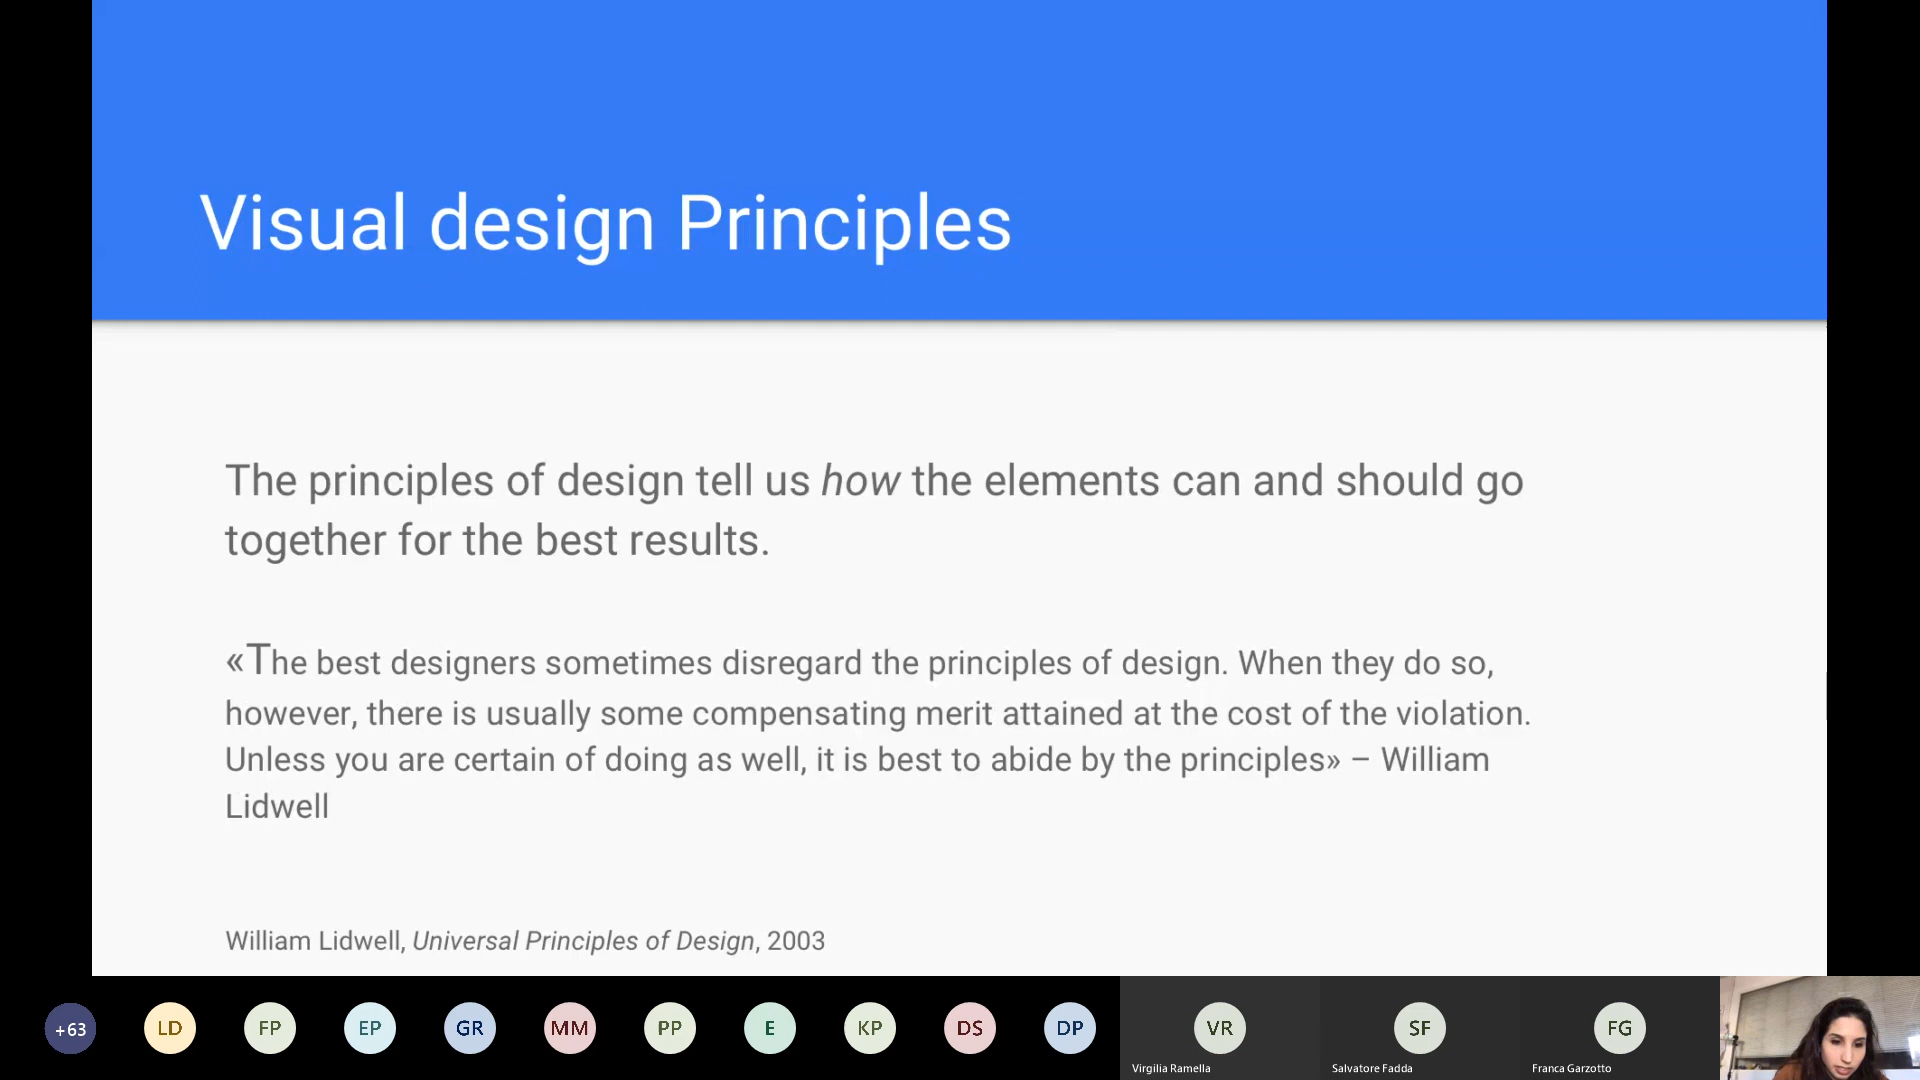 Visual design Principles
The principles of design tell us how the elements can and should go
together for the best results.
«The best designers sometimes disregard the principles of design. When they do so,
however, there is usually some compensating merit attained at the cost of the violation.
Unless you are certain of doing as well, it is best to abide by the principles» – William
Lidwell
William Lidwell, Universal Principles of Design, 2003
+63
LD
FP
EP
GR
MM
PP
E
KP
DS
DP
VR
SF
FG
Virgilia Ramella
Salvatore Fadda
Franca Garzotto